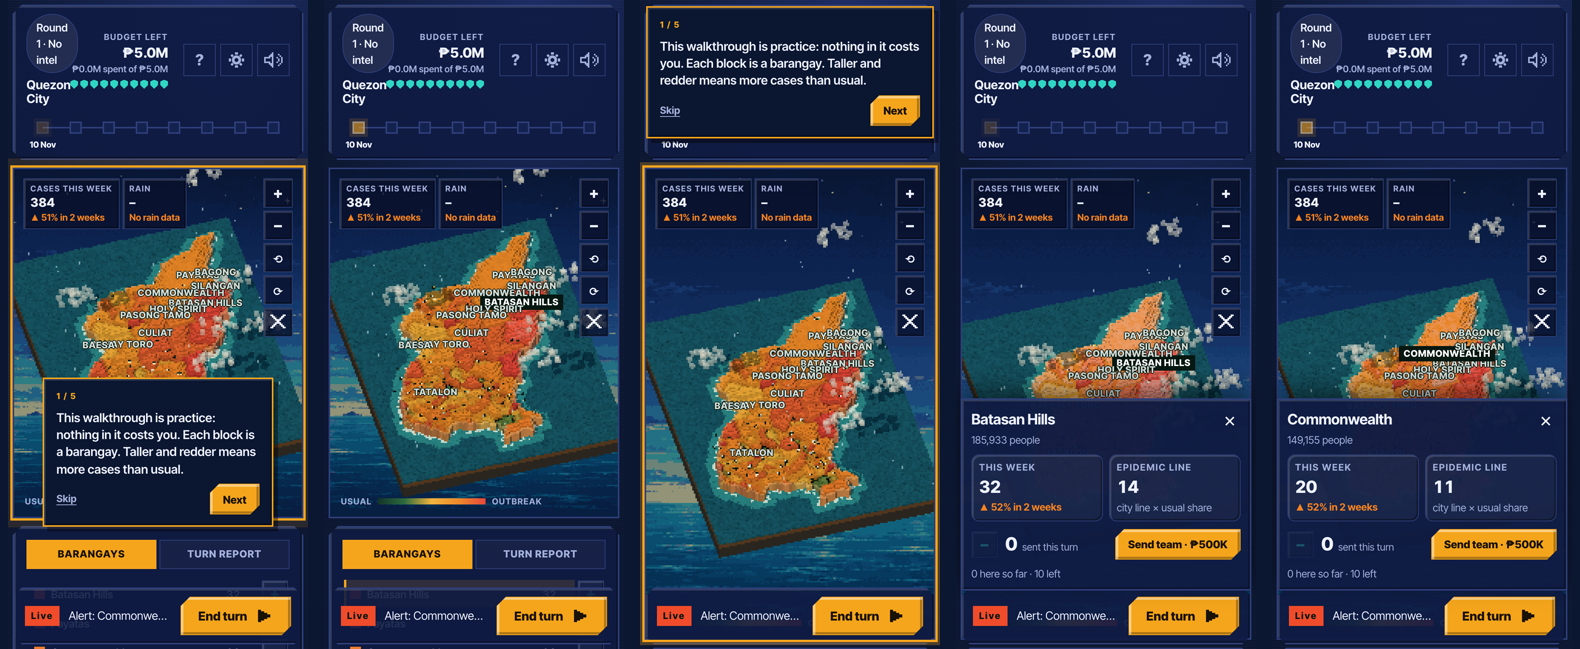 Round
1 · No
intel
BUDGET LEFT
₱5.0M
₱0.0M spent of ₱5.0M
?
Quezon
City
10 Nov
CASES THIS WEEK
384
▲ 51% in 2 weeks
RAIN
–
No rain data
+
−
BAGONG
SILANGAN
COMMONWEALTH
BATASAN HILLS
HOLY SPIRIT
PASONG TAMO
CULIAT
BAESA
TORO
1 / 5
This walkthrough is practice:
nothing in it costs you. Each block is
a barangay. Taller and redder means
more cases than usual.
Skip
Next
BARANGAYS
TURN REPORT
Batasan Hills
32
Live
Alert: Commonwe...
End turn
Round
1 · No
intel
BUDGET LEFT
₱5.0M
₱0.0M spent of ₱5.0M
?
Quezon
City
10 Nov
CASES THIS WEEK
384
▲ 51% in 2 weeks
RAIN
–
No rain data
+
−
BAGONG
SILANGAN
COMMONWEALTH
BATASAN HILLS
HOLY SPIRIT
PASONG TAMO
CULIAT
BAESA
TORO
TATALON
USUAL
OUTBREAK
BARANGAYS
TURN REPORT
Batasan Hills
32
Live
Alert: Commonwe...
End turn
1 / 5
This walkthrough is practice: nothing in it costs
you. Each block is a barangay. Taller and
redder means more cases than usual.
Skip
Next
10 Nov
CASES THIS WEEK
384
▲ 51% in 2 weeks
RAIN
–
No rain data
+
−
BAGONG
SILANGAN
COMMONWEALTH
BATASAN HILLS
HOLY SPIRIT
PASONG TAMO
CULIAT
BAESA
TORO
TATALON
Live
Alert: Commonwe...
End turn
Round
1 · No
intel
BUDGET LEFT
₱5.0M
₱0.0M spent of ₱5.0M
?
Quezon
City
10 Nov
CASES THIS WEEK
384
▲ 51% in 2 weeks
RAIN
–
No rain data
+
−
BAGONG
SILANGAN
COMMONWEALTH
BATASAN HILLS
HOLY SPIRIT
PASONG TAMO
CULIAT
Batasan Hills
185,933 people
THIS WEEK
32
▲ 52% in 2 weeks
EPIDEMIC LINE
14
city line × usual share
− 0 sent this turn
Send team · ₱500K
0 here so far · 10 left
Live
Alert: Commonwe...
End turn
Round
1 · No
intel
BUDGET LEFT
₱5.0M
₱0.0M spent of ₱5.0M
?
Quezon
City
10 Nov
CASES THIS WEEK
384
▲ 51% in 2 weeks
RAIN
–
No rain data
+
−
BAGONG
SILANGAN
COMMONWEALTH
HOLY SPIRIT
PASONG TAMO
CULIAT
Commonwealth
149,155 people
THIS WEEK
20
▲ 52% in 2 weeks
EPIDEMIC LINE
11
city line × usual share
− 0 sent this turn
Send team · ₱500K
0 here so far · 10 left
Live
Alert: Commonwe...
End turn